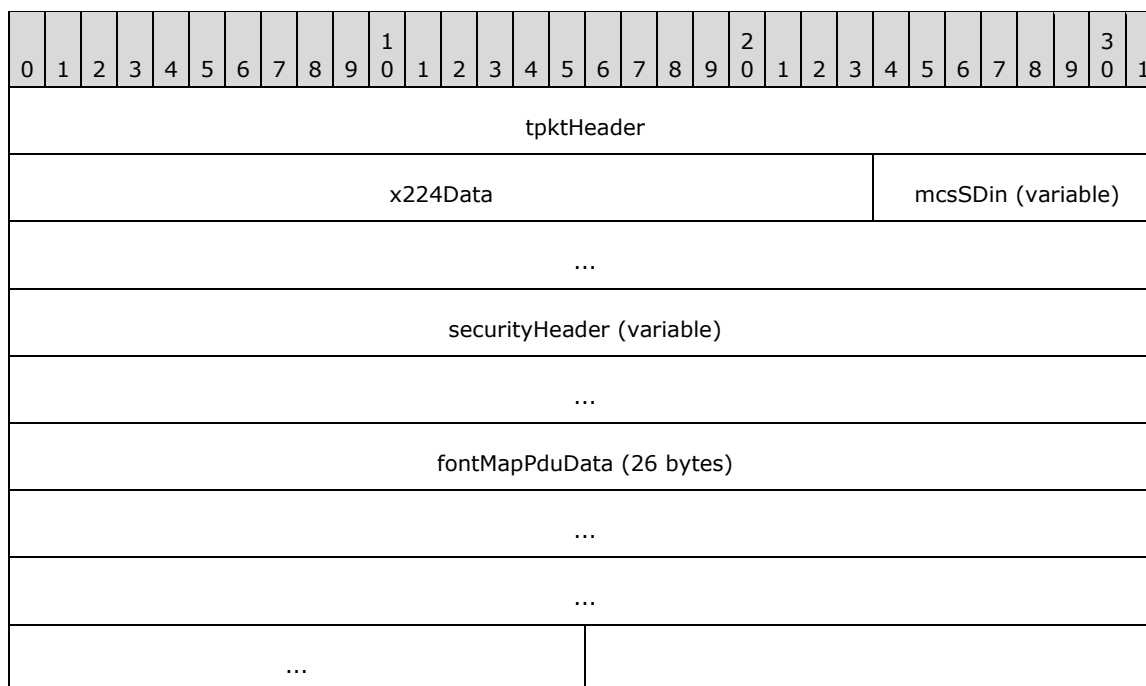 1 2 3
0 1 2 3 4 5 6 7 8 9 0 1 2 3 4 5 6 7 8 9 0 1 2 3 4 5 6 7 8 9 0 1
tpktHeader
x224Data mcsSDin (variable)
...
securityHeader (variable)
...
fontMapPduData (26 bytes)
...
...
...